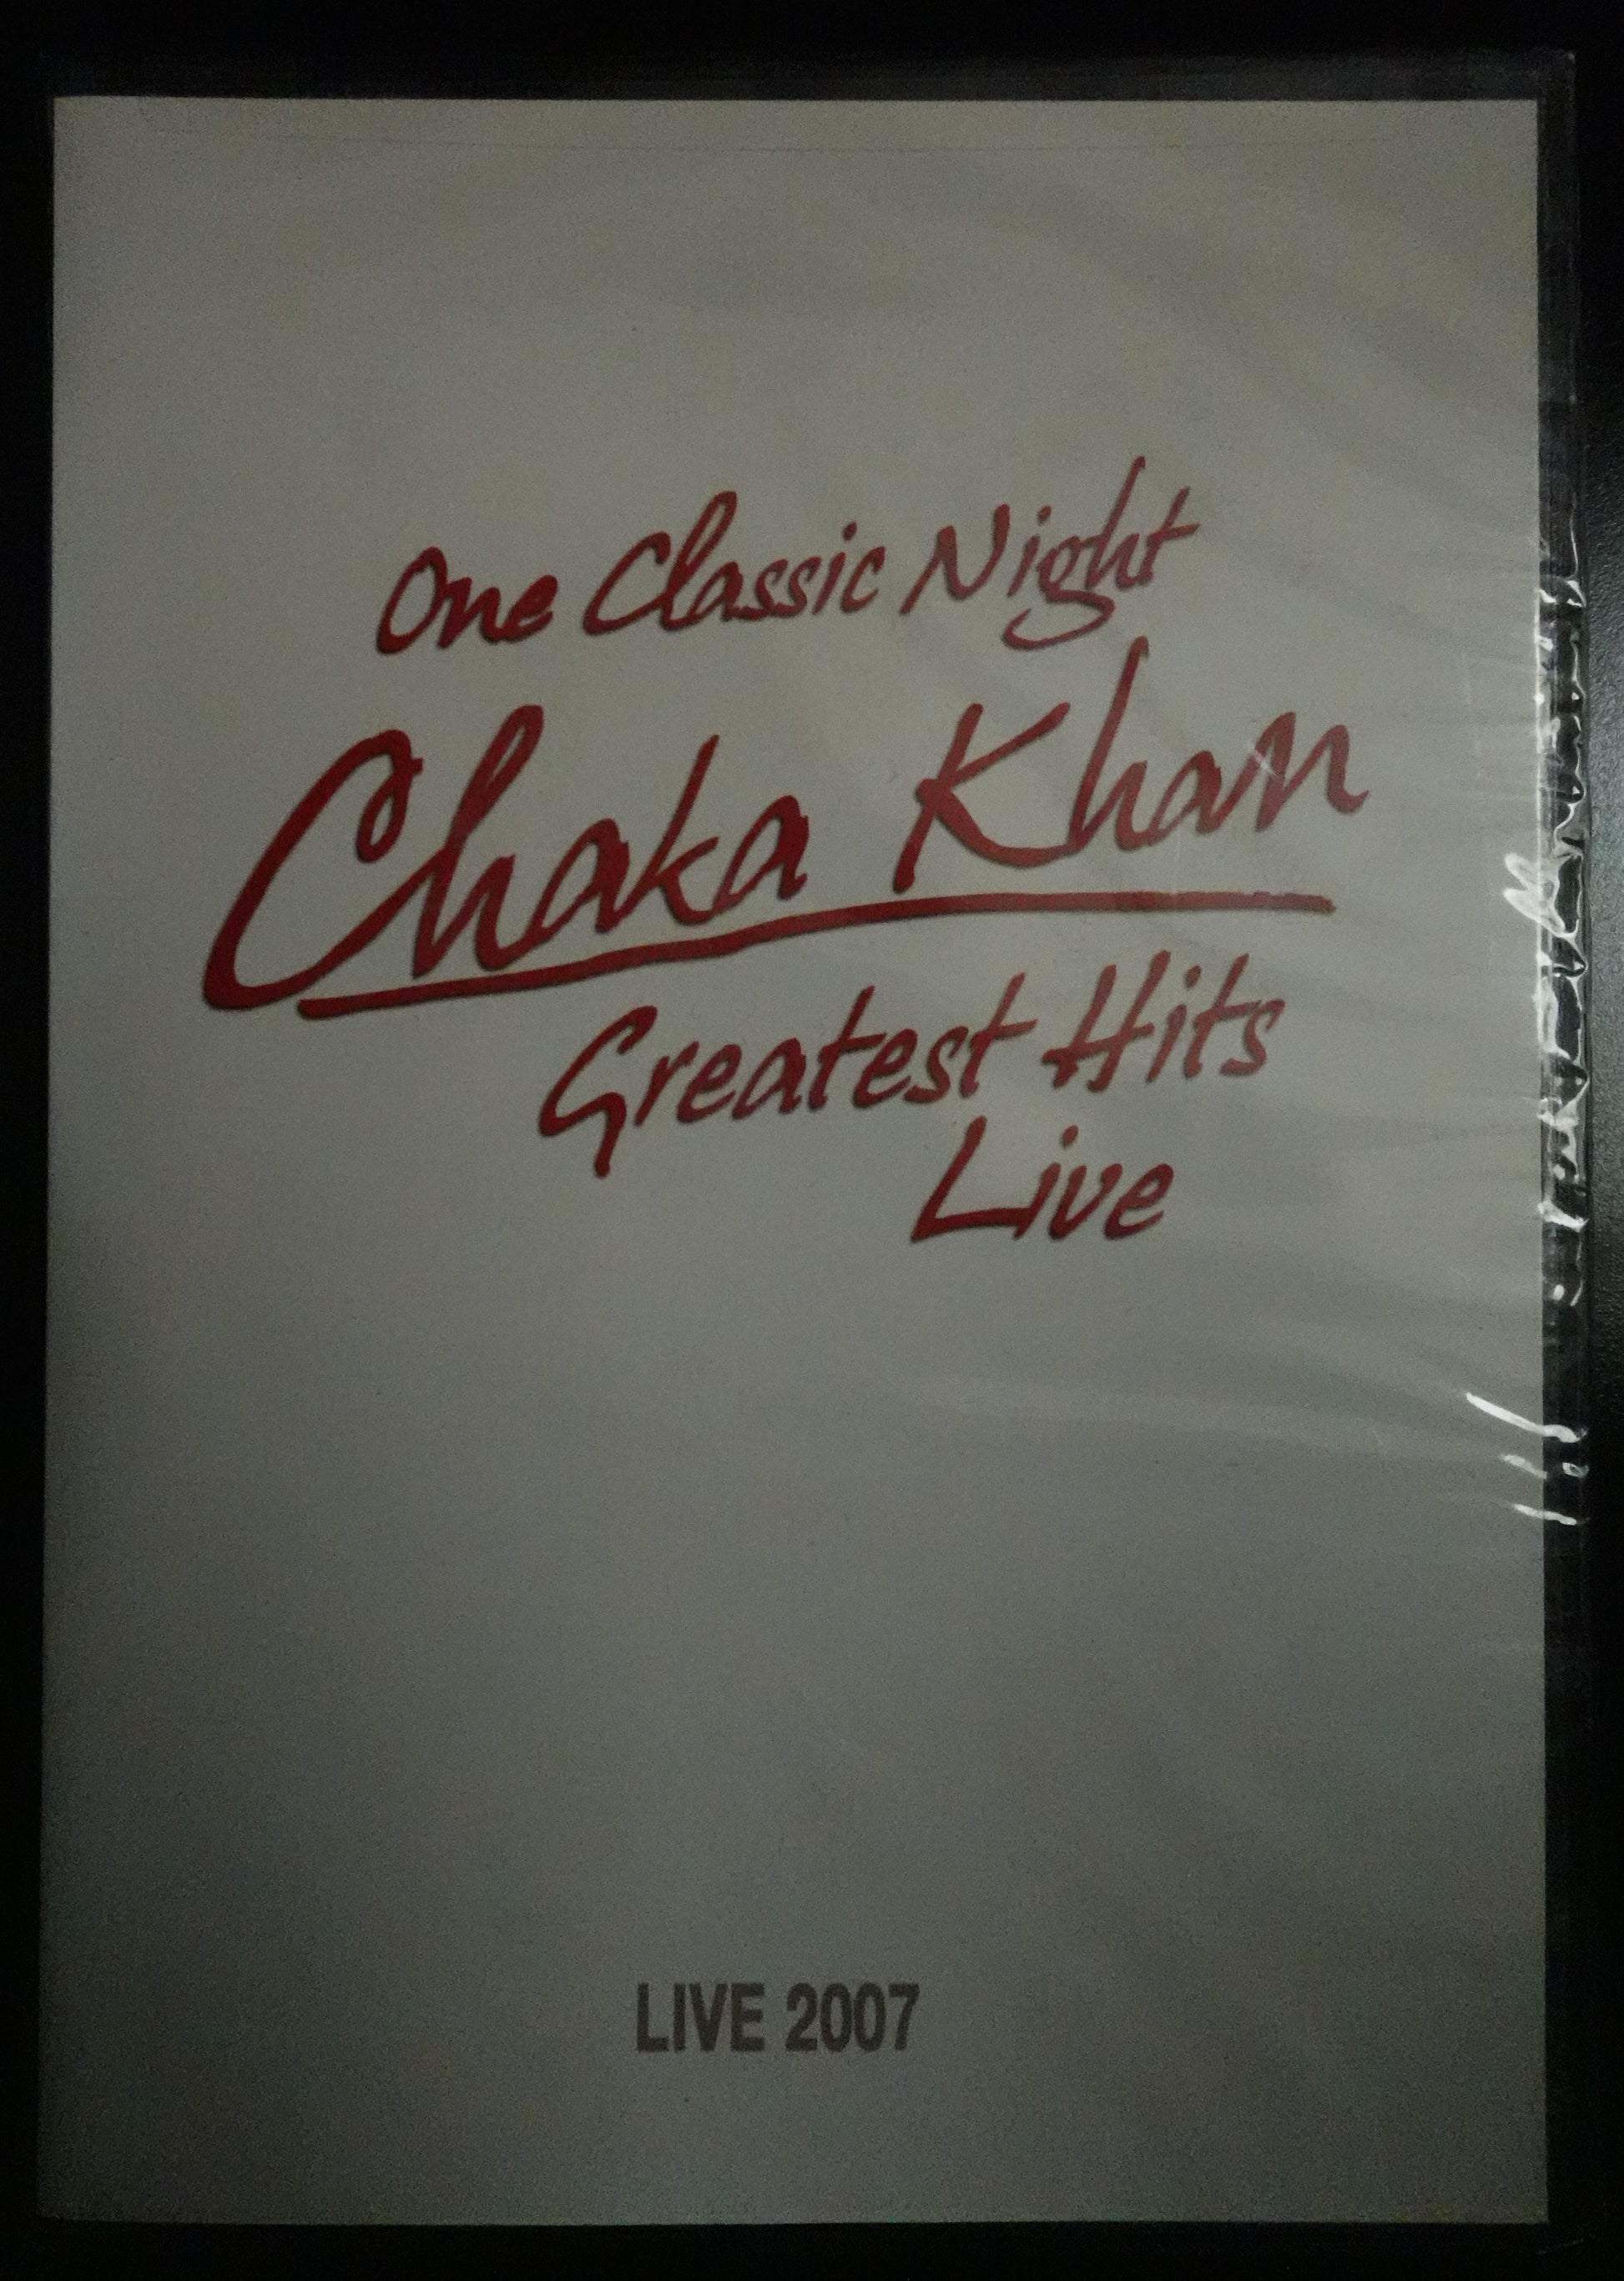 One Classic Night
Chaka Khan
Greatest Hits
Live
LIVE 2007